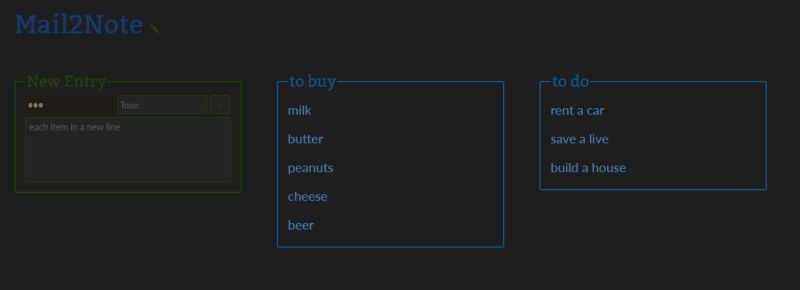 Mail2Note
New Entry
Topic
each item in a new line
to buy
milk
butter
peanuts
cheese
beer
to do
rent a car
save a live
build a house